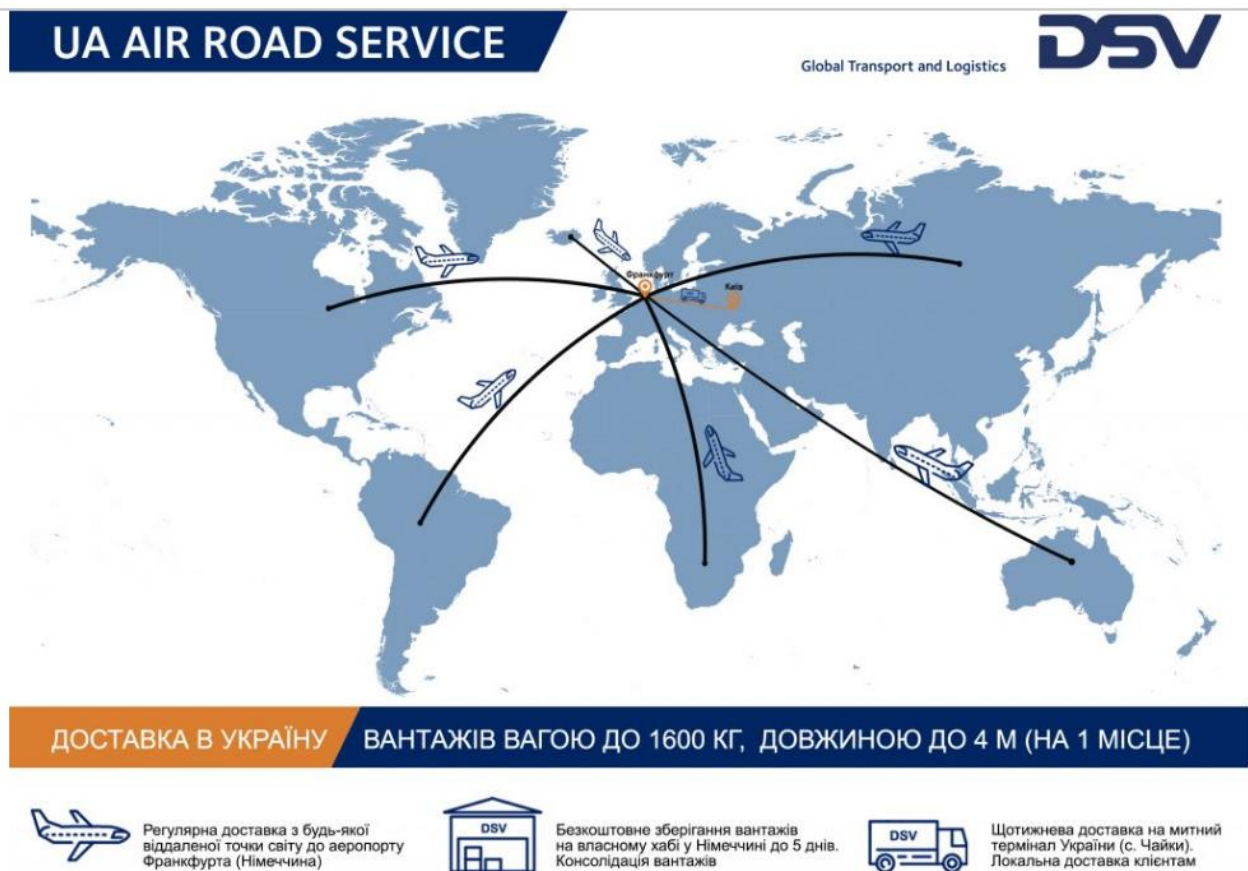 UA AIR ROAD SERVICE
Global Transport and Logistics
DSV
Франкфурт
Київ
ДОСТАВКА В УКРАЇНУ
ВАНТАЖІВ ВАГОЮ ДО 1600 КГ, ДОВЖИНОЮ ДО 4 М (НА 1 МІСЦЕ)
Регулярна доставка з будь-якої
віддаленої точки світу до аеропорту
Франкфурта (Німеччина)
DSV
Безкоштовне зберігання вантажів
на власному хабі у Німеччині до 5 днів.
Консолідація вантажів
DSV
Щотижнева доставка на митний
термінал України (с. Чайки).
Локальна доставка клієнтам